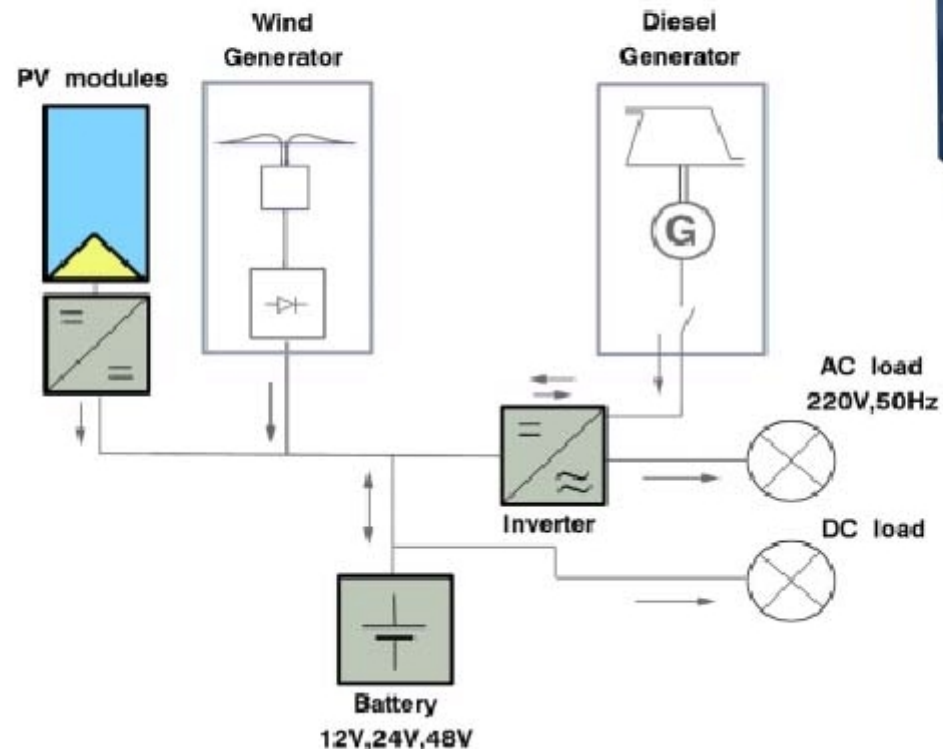 Wind
Generator
Diesel
Generator
PV modules
G
AC load
220V,50Hz
Inverter
DC load
Battery
12V,24V,48V